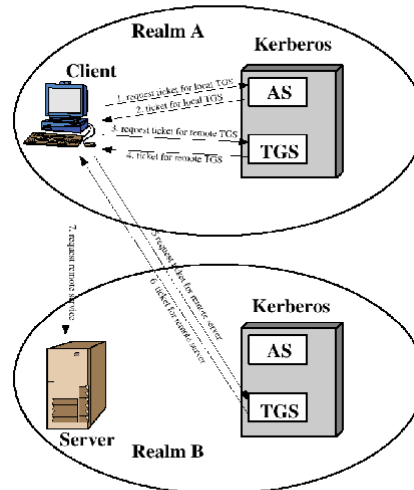 Realm A
Kerberos
Client
AS
1. request ticket for local TGS
2. ticket for local TGS
3. request ticket for remote TGS
TGS
4. ticket for remote TGS
5 request ticket for remote server
6. ticket for remote server
7. request remote service
Kerberos
AS
TGS
Server
Realm B